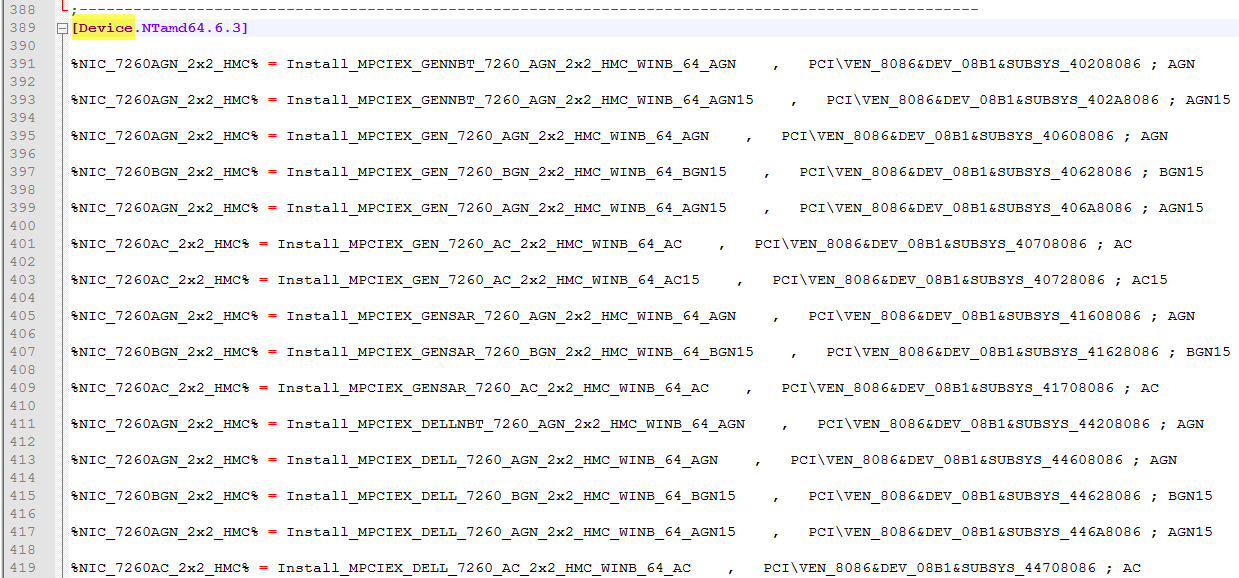 388 ;----------------------------------------------------------------------------------------------------
389 [Device.NTamd64.6.3]
390
391 %NIC_7260AGN_2x2_HMC% = Install_MPCIEX_GENNBT_7260_AGN_2x2_HMC_WINB_64_AGN , PCI\VEN_8086&DEV_08B1&SUBSYS_40208086 ; AGN
392
393 %NIC_7260AGN_2x2_HMC% = Install_MPCIEX_GENNBT_7260_AGN_2x2_HMC_WINB_64_AGN15 , PCI\VEN_8086&DEV_08B1&SUBSYS_402A8086 ; AGN15
394
395 %NIC_7260AGN_2x2_HMC% = Install_MPCIEX_GEN_7260_AGN_2x2_HMC_WINB_64_AGN , PCI\VEN_8086&DEV_08B1&SUBSYS_40608086 ; AGN
396
397 %NIC_7260BGN_2x2_HMC% = Install_MPCIEX_GEN_7260_BGN_2x2_HMC_WINB_64_BGN15 , PCI\VEN_8086&DEV_08B1&SUBSYS_40628086 ; BGN15
398
399 %NIC_7260AGN_2x2_HMC% = Install_MPCIEX_GEN_7260_AGN_2x2_HMC_WINB_64_AGN15 , PCI\VEN_8086&DEV_08B1&SUBSYS_406A8086 ; AGN15
400
401 %NIC_7260AC_2x2_HMC% = Install_MPCIEX_GEN_7260_AC_2x2_HMC_WINB_64_AC , PCI\VEN_8086&DEV_08B1&SUBSYS_40708086 ; AC
402
403 %NIC_7260AC_2x2_HMC% = Install_MPCIEX_GEN_7260_AC_2x2_HMC_WINB_64_AC15 , PCI\VEN_8086&DEV_08B1&SUBSYS_40728086 ; AC15
404
405 %NIC_7260AGN_2x2_HMC% = Install_MPCIEX_GENSAR_7260_AGN_2x2_HMC_WINB_64_AGN , PCI\VEN_8086&DEV_08B1&SUBSYS_41608086 ; AGN
406
407 %NIC_7260BGN_2x2_HMC% = Install_MPCIEX_GENSAR_7260_BGN_2x2_HMC_WINB_64_BGN15 , PCI\VEN_8086&DEV_08B1&SUBSYS_41628086 ; BGN15
408
409 %NIC_7260AC_2x2_HMC% = Install_MPCIEX_GENSAR_7260_AC_2x2_HMC_WINB_64_AC , PCI\VEN_8086&DEV_08B1&SUBSYS_41708086 ; AC
410
411 %NIC_7260AGN_2x2_HMC% = Install_MPCIEX_DELLNBT_7260_AGN_2x2_HMC_WINB_64_AGN , PCI\VEN_8086&DEV_08B1&SUBSYS_44208086 ; AGN
412
413 %NIC_7260AGN_2x2_HMC% = Install_MPCIEX_DELL_7260_AGN_2x2_HMC_WINB_64_AGN , PCI\VEN_8086&DEV_08B1&SUBSYS_44608086 ; AGN
414
415 %NIC_7260BGN_2x2_HMC% = Install_MPCIEX_DELL_7260_BGN_2x2_HMC_WINB_64_BGN15 , PCI\VEN_8086&DEV_08B1&SUBSYS_44628086 ; BGN15
416
417 %NIC_7260AGN_2x2_HMC% = Install_MPCIEX_DELL_7260_AGN_2x2_HMC_WINB_64_AGN15 , PCI\VEN_8086&DEV_08B1&SUBSYS_446A8086 ; AGN15
418
419 %NIC_7260AC_2x2_HMC% = Install_MPCIEX_DELL_7260_AC_2x2_HMC_WINB_64_AC , PCI\VEN_8086&DEV_08B1&SUBSYS_44708086 ; AC